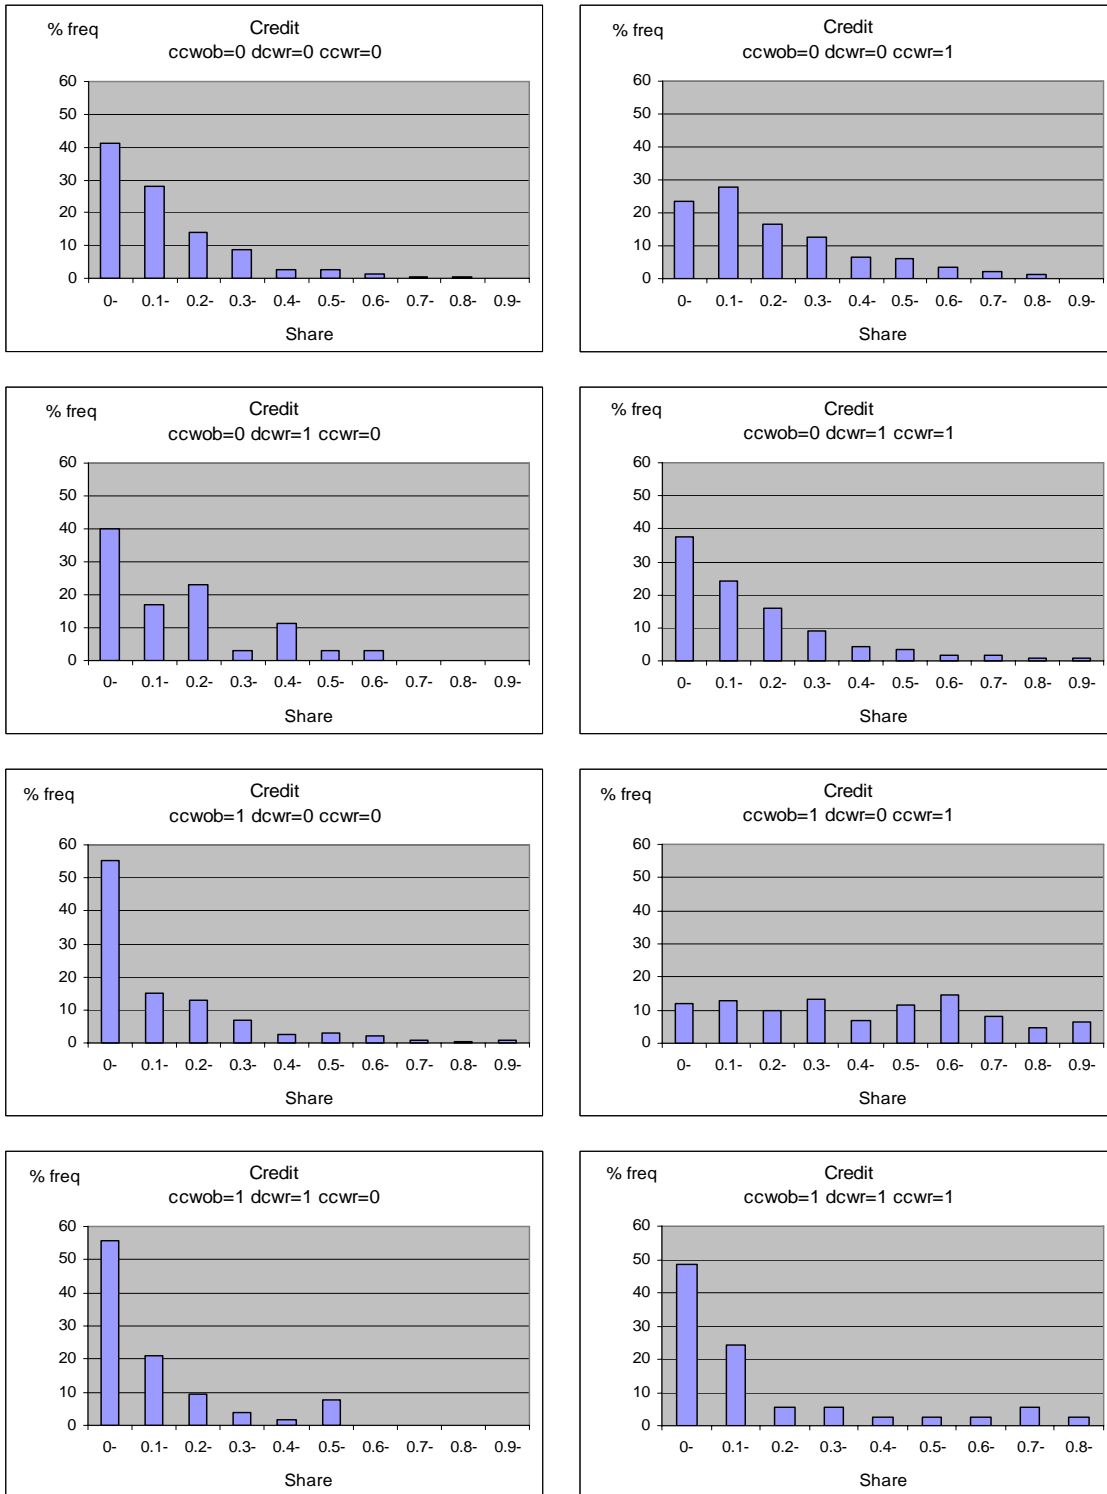 % freq
Credit
ccwob=0 dcwr=0 ccwr=0
60
50
40
30
20
10
0
0- 0.1- 0.2- 0.3- 0.4- 0.5- 0.6- 0.7- 0.8- 0.9-
Share
% freq
Credit
ccwob=0 dcwr=0 ccwr=1
60
50
40
30
20
10
0
0- 0.1- 0.2- 0.3- 0.4- 0.5- 0.6- 0.7- 0.8- 0.9-
Share
% freq
Credit
ccwob=0 dcwr=1 ccwr=0
60
50
40
30
20
10
0
0- 0.1- 0.2- 0.3- 0.4- 0.5- 0.6- 0.7- 0.8- 0.9-
Share
% freq
Credit
ccwob=0 dcwr=1 ccwr=1
60
50
40
30
20
10
0
0- 0.1- 0.2- 0.3- 0.4- 0.5- 0.6- 0.7- 0.8- 0.9-
Share
% freq
Credit
ccwob=1 dcwr=0 ccwr=0
60
50
40
30
20
10
0
0- 0.1- 0.2- 0.3- 0.4- 0.5- 0.6- 0.7- 0.8- 0.9-
Share
% freq
Credit
ccwob=1 dcwr=0 ccwr=1
60
50
40
30
20
10
0
0- 0.1- 0.2- 0.3- 0.4- 0.5- 0.6- 0.7- 0.8- 0.9-
Share
% freq
Credit
ccwob=1 dcwr=1 ccwr=0
60
50
40
30
20
10
0
0- 0.1- 0.2- 0.3- 0.4- 0.5- 0.6- 0.7- 0.8- 0.9-
Share
% freq
Credit
ccwob=1 dcwr=1 ccwr=1
60
50
40
30
20
10
0
0- 0.1- 0.2- 0.3- 0.4- 0.5- 0.6- 0.7- 0.8-
Share